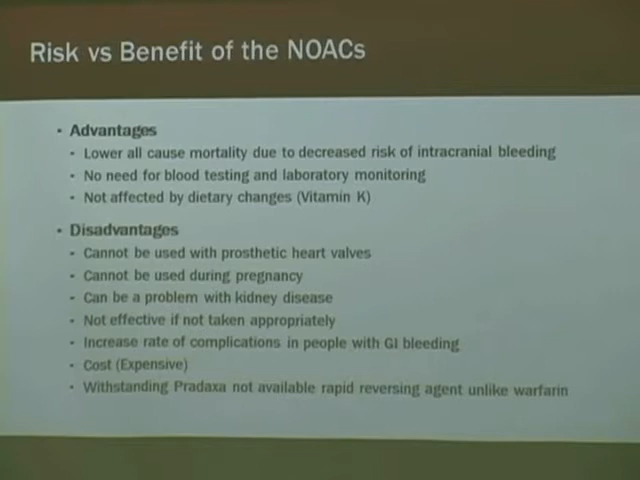 Risk vs Benefit of the NOACs
• Advantages
• Lower all cause mortality due to decreased risk of intracranial bleeding
• No need for blood testing and laboratory monitoring
• Not affected by dietary changes (Vitamin K)
• Disadvantages
• Cannot be used with prosthetic heart valves
• Cannot be used during pregnancy
• Can be a problem with kidney disease
• Not effective if not taken appropriately
• Increase rate of complications in people with GI bleeding
• Cost (Expensive)
• Withstanding Pradaxa not available rapid reversing agent unlike warfarin